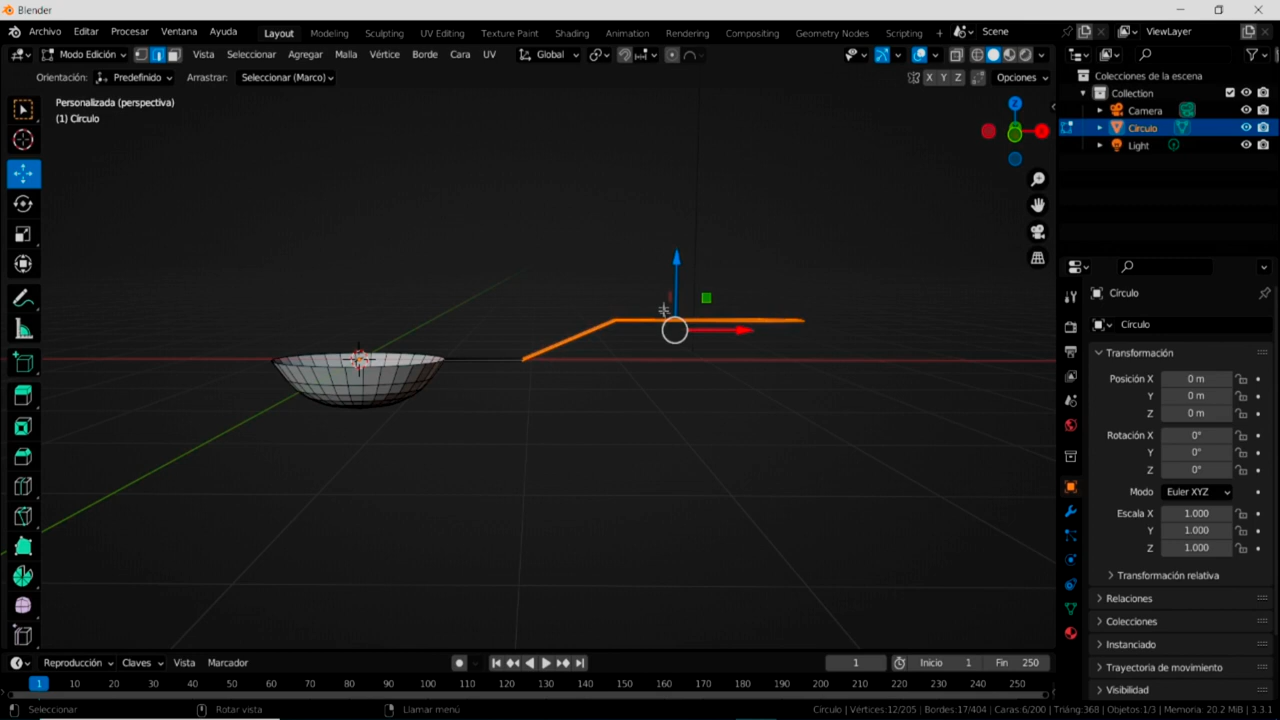 Blender
Archivo Editar Procesar Ventana Ayuda Layout Modeling Sculpting UV Editing Texture Paint Shading Animation Rendering Compositing Geometry Nodes Scripting + Scene ViewLayer
Modo Edición Vista Seleccionar Agregar Malla Vértice Borde Cara UV Global
Orientación: Predefinido Arrastrar: Seleccionar (Marco) X Y Z Opciones
Personalizada (perspectiva)
(1) Círculo
Z
Colecciones de la escena
Collection
Camera
Círculo
Light
Círculo
Círculo
Transformación
Posición X 0 m
Y 0 m
Z 0 m
Rotación X 0°
Y 0°
Z 0°
Modo Euler XYZ
Escala X 1.000
Y 1.000
Z 1.000
Transformación relativa
Relaciones
Colecciones
Instanciado
Trayectoria de movimiento
Visibilidad
Reproducción Claves Vista Marcador 1 Inicio 1 Fin 250
1 10 20 30 40 50 60 70 80 90 100 110 120 130 140 150 160 170 180 190 200 210 220 230 240 250
Seleccionar Rotar vista Llamar menú Círculo | Vértices:12/205 | Bordes:17/404 | Caras:6/200 | Triáng:368 | Objetos:1/3 | Memoria: 20.2 MiB | 3.3.1